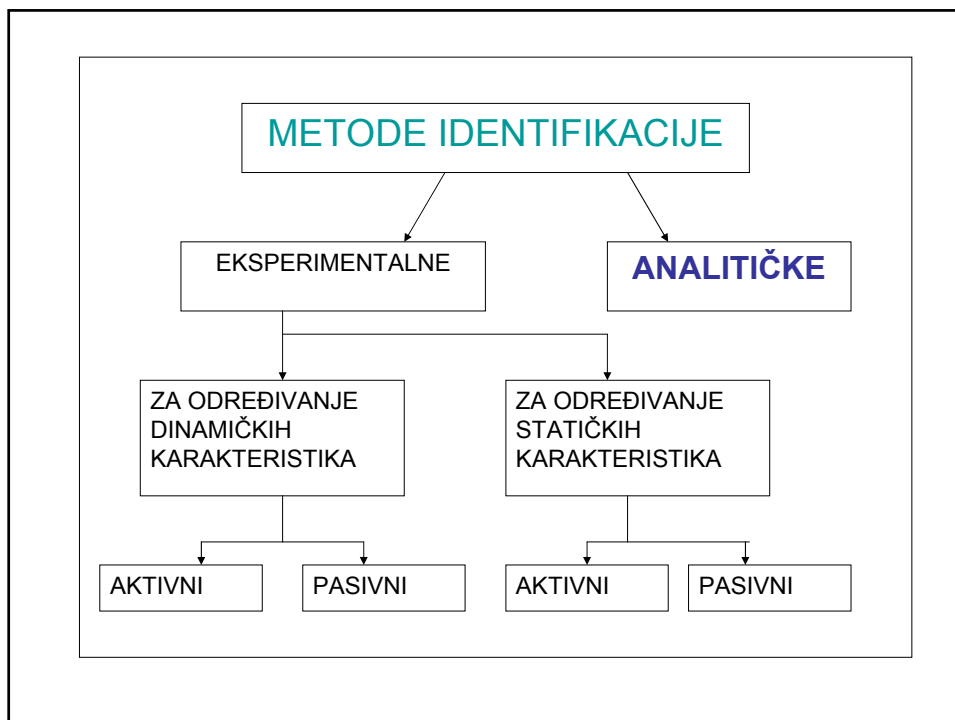 METODE IDENTIFIKACIJE
EKSPERIMENTALNE
ANALITIČKE
ZA ODREĐIVANJE
DINAMIČKIH
KARAKTERISTIKA
ZA ODREĐIVANJE
STATIČKIH
KARAKTERISTIKA
AKTIVNI
PASIVNI
AKTIVNI
PASIVNI